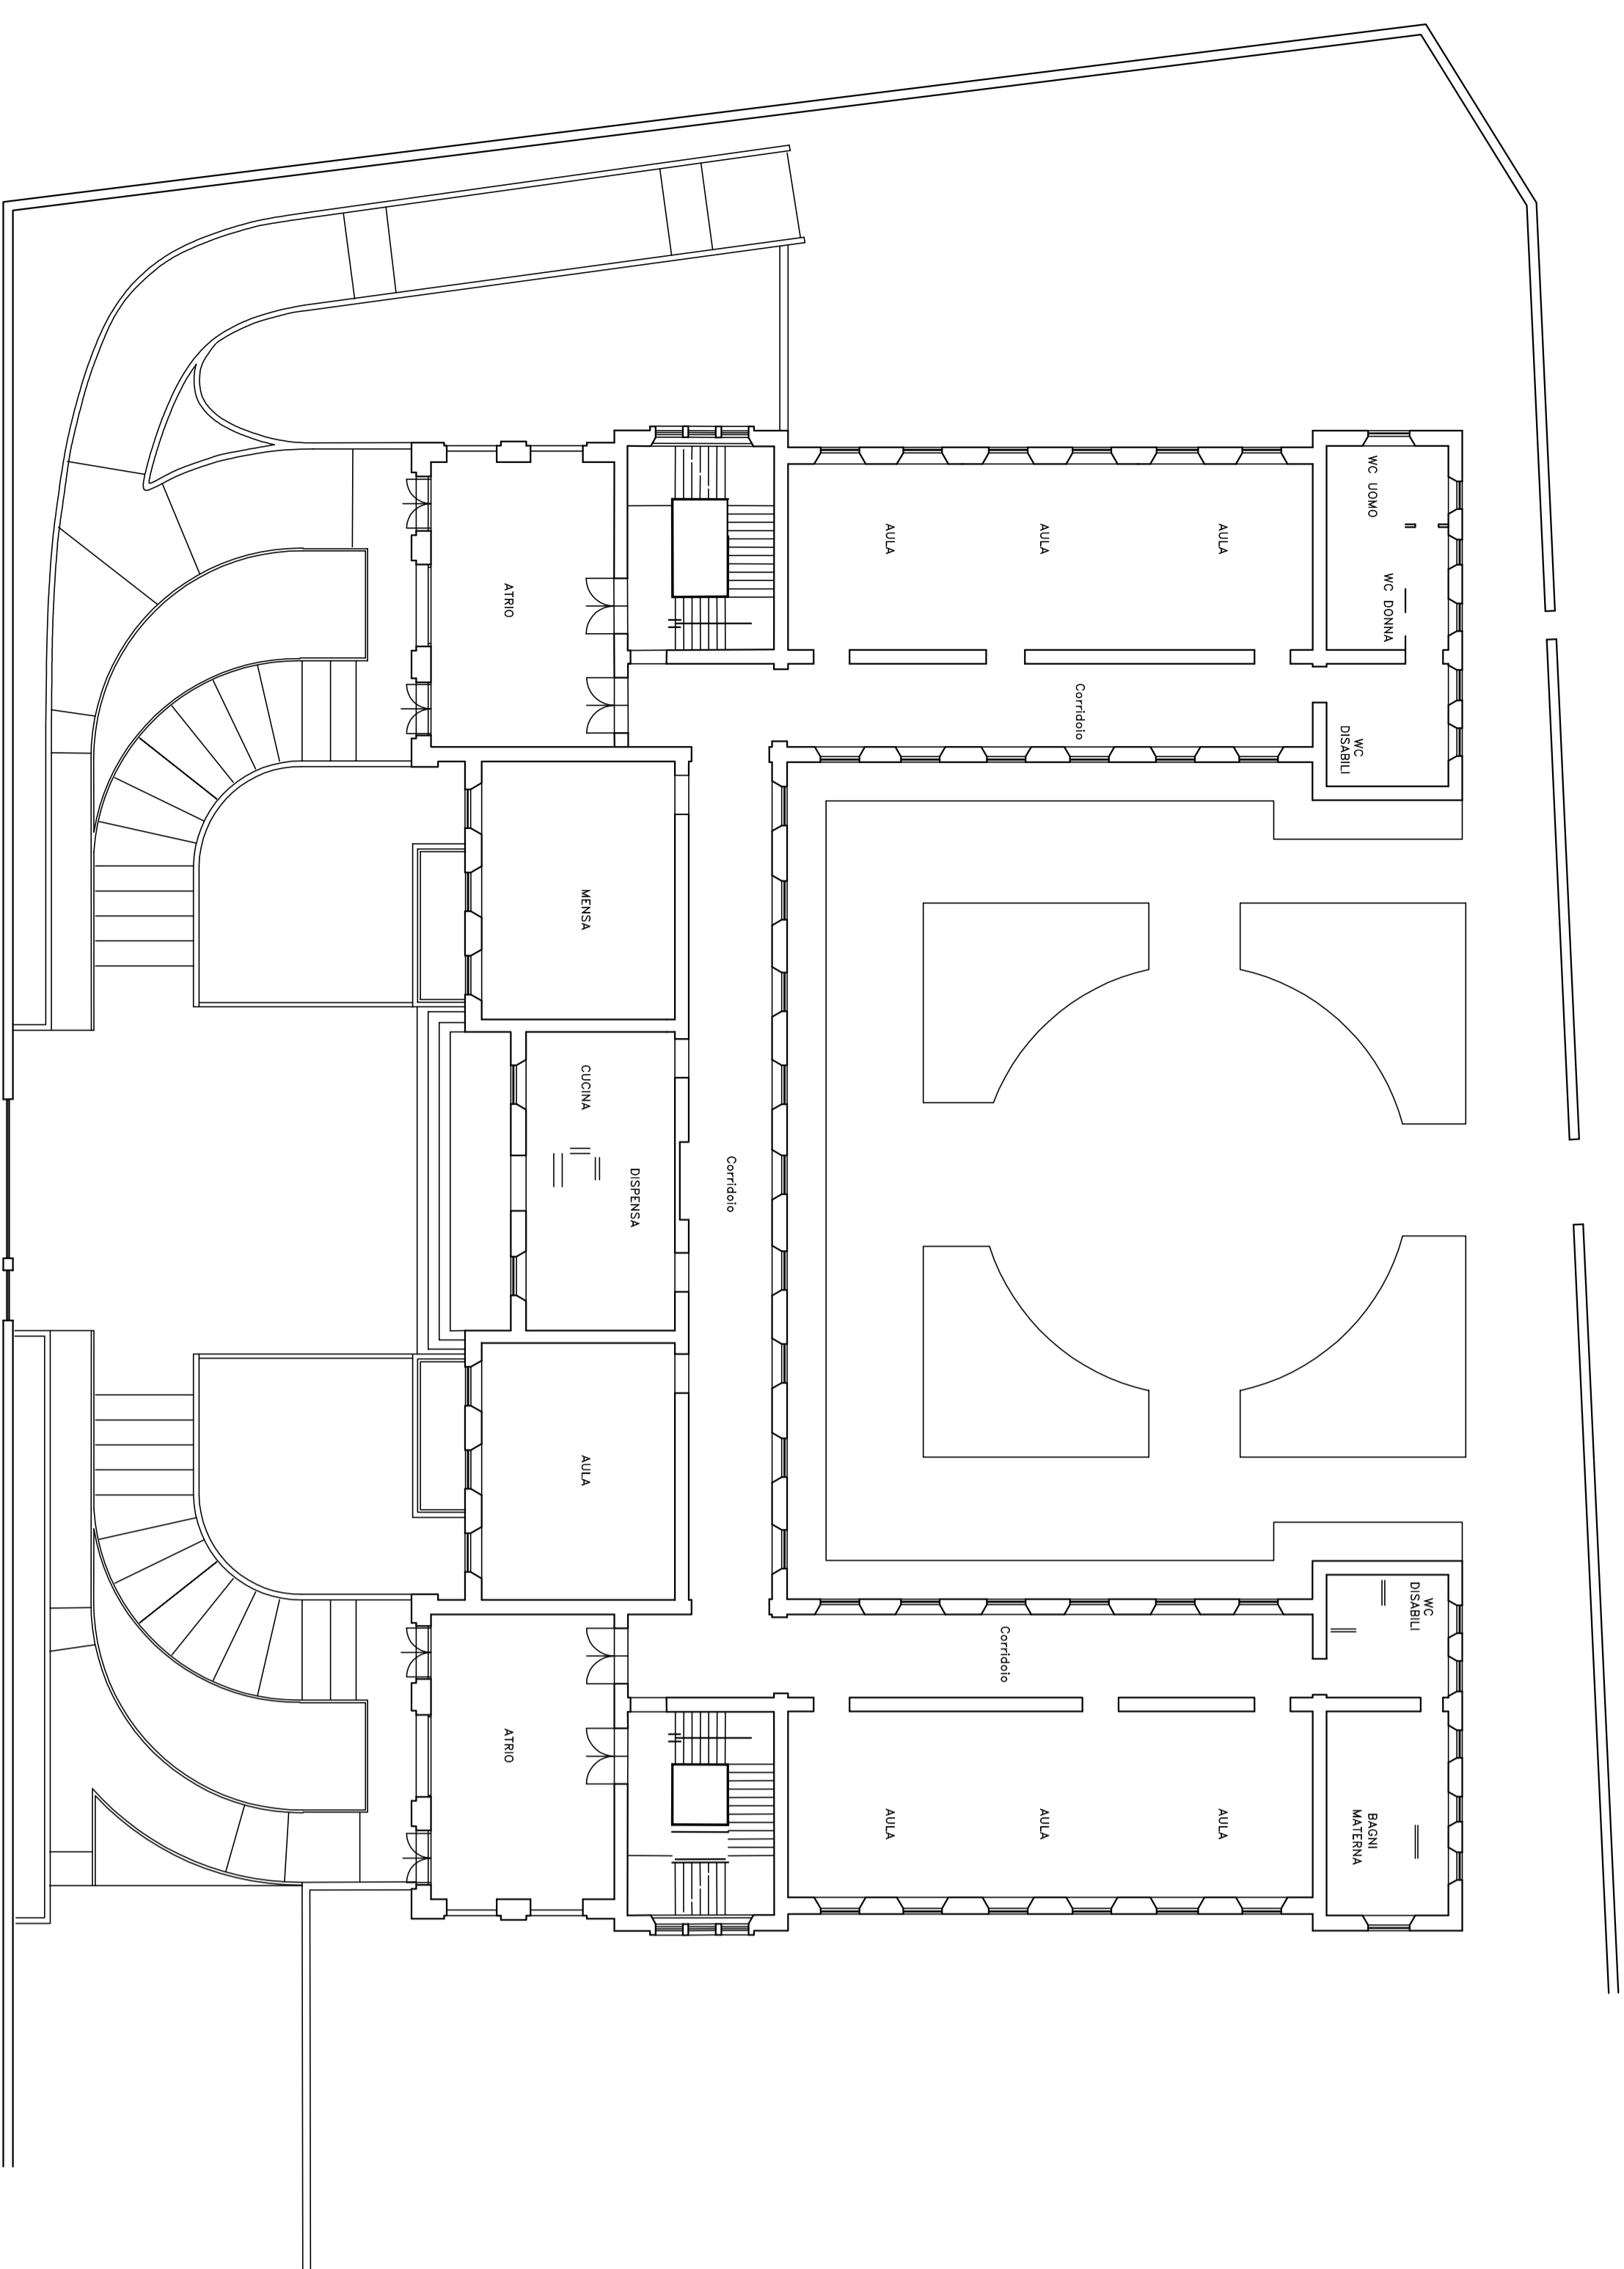 WC UOMO
AULA
AULA
AULA
WC DONNA
ATRIO
Corridoio
WC
DISABILI
MENSA
CUCINA
DISPENSA
Corridoio
AULA
WC
DISABILI
Corridoio
ATRIO
AULA
AULA
AULA
BAGNI
MATERNA